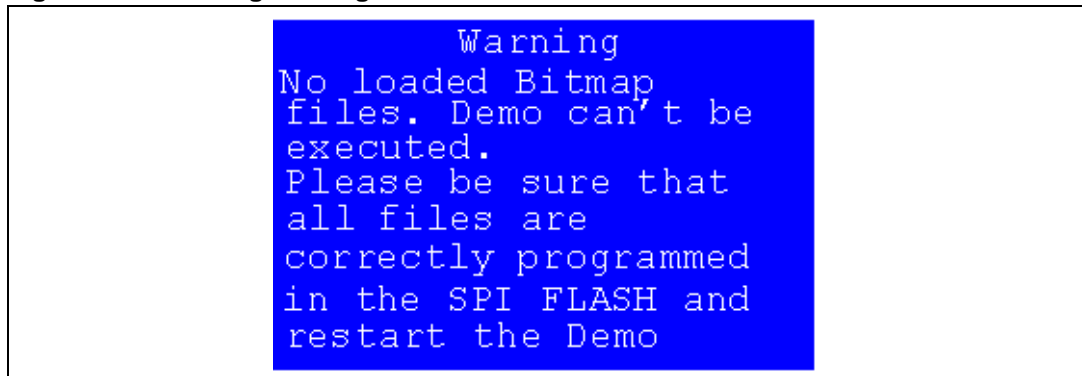 Warning
No loaded Bitmap
files. Demo can't be
executed.
Please be sure that
all files are
correctly programmed
in the SPI FLASH and
restart the Demo